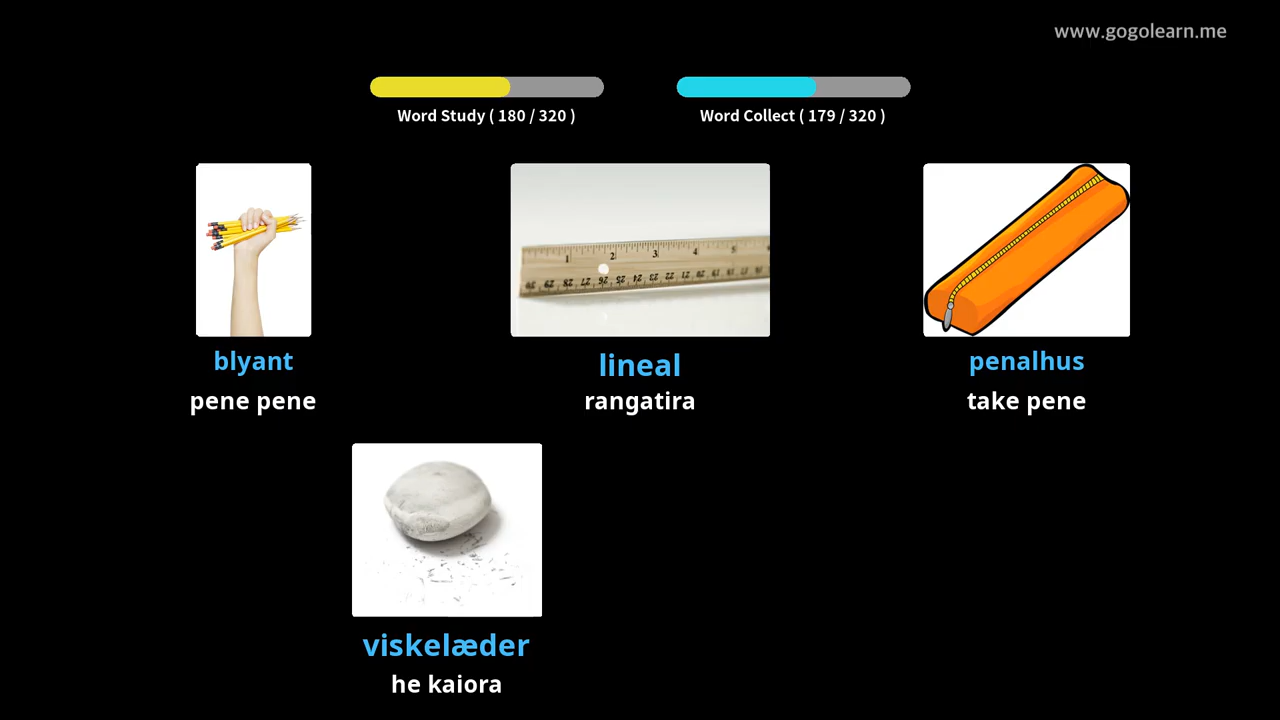 www.gogolearn.me
Word Study ( 180 / 320 )
Word Collect ( 179 / 320 )
blyant
lineal
penalhus
pene pene
rangatira
take pene
viskelæder
he kaiora